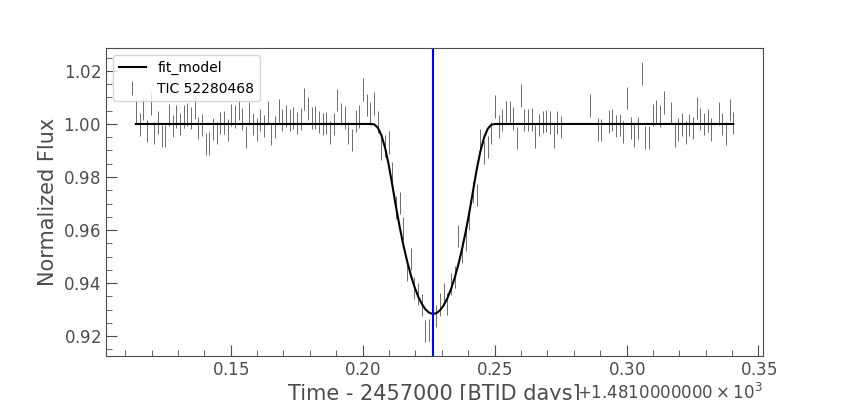 fit_model
TIC 52280468
1.02
1.00
0.98
0.96
0.94
0.92
Normalized Flux
0.15
0.20
0.25
0.30
0.35
Time - 2457000 [BTJD days]
+1.4810000000 × 10³